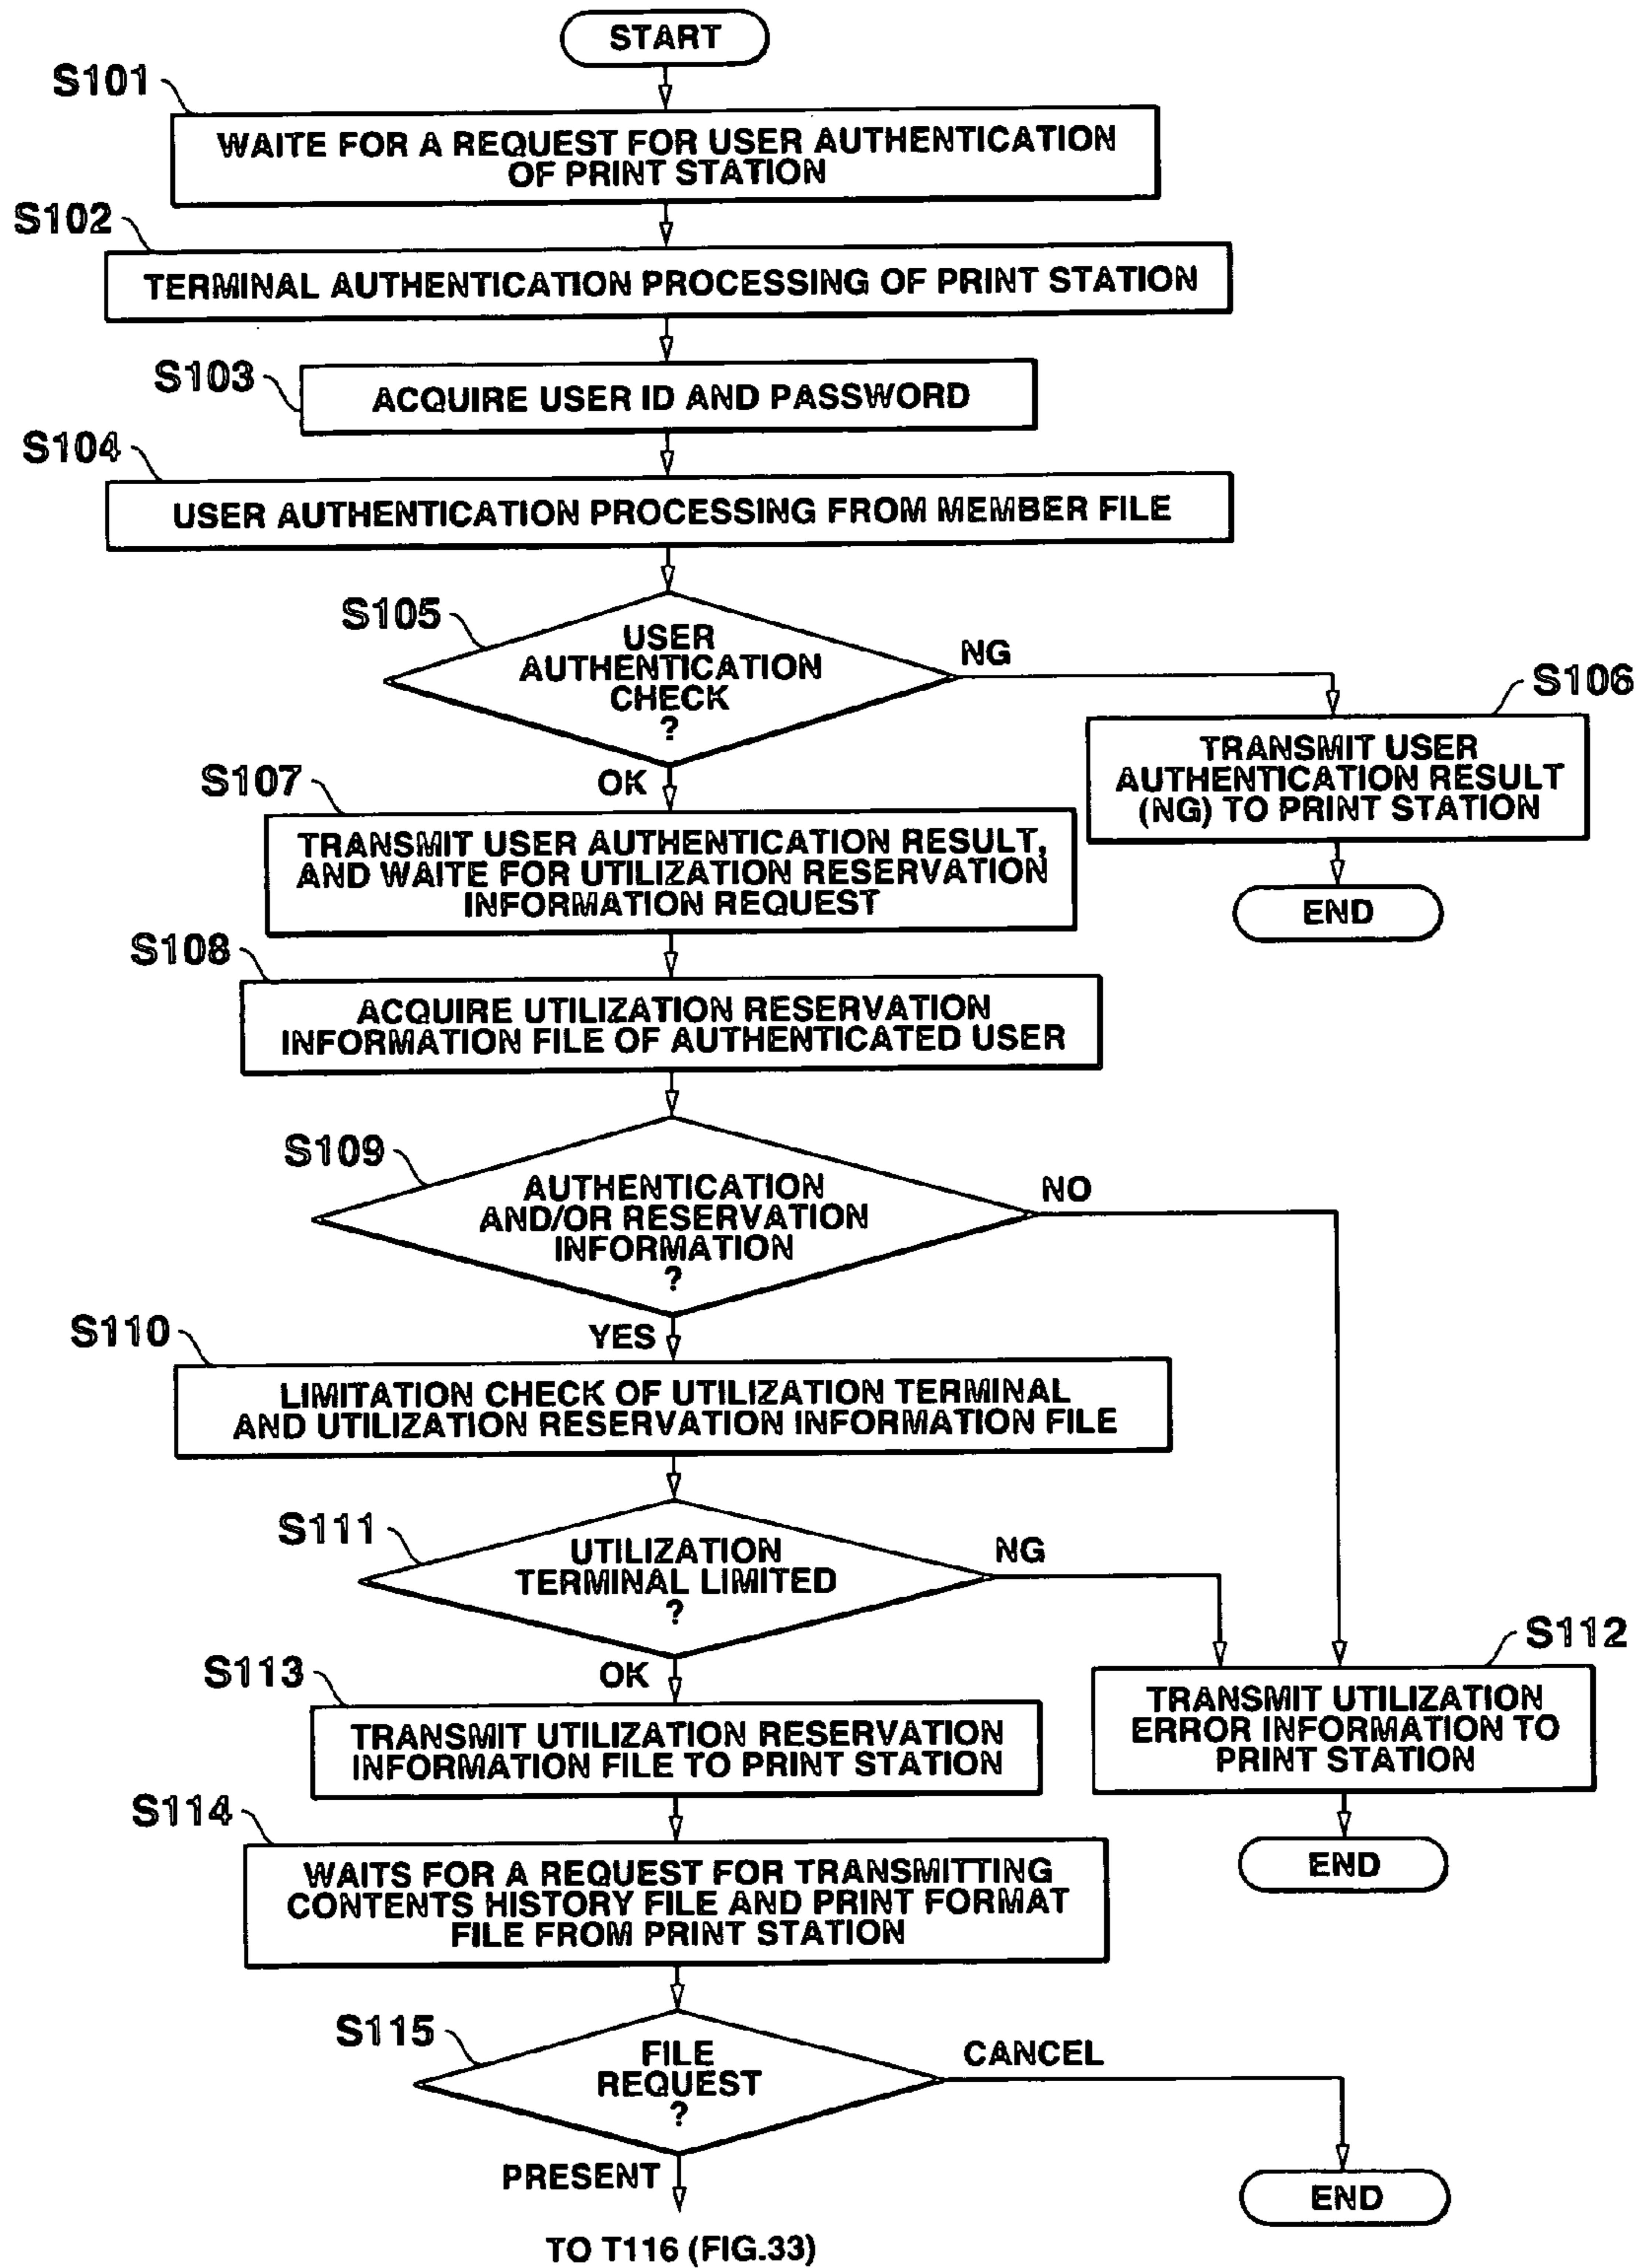 START
S101
WAITE FOR A REQUEST FOR USER AUTHENTICATION
OF PRINT STATION
S102
TERMINAL AUTHENTICATION PROCESSING OF PRINT STATION
S103
ACQUIRE USER ID AND PASSWORD
S104
USER AUTHENTICATION PROCESSING FROM MEMBER FILE
S105
USER
AUTHENTICATION
CHECK
?
NG
S106
TRANSMIT USER
AUTHENTICATION RESULT
(NG) TO PRINT STATION
END
OK
S107
TRANSMIT USER AUTHENTICATION RESULT,
AND WAITE FOR UTILIZATION RESERVATION
INFORMATION REQUEST
S108
ACQUIRE UTILIZATION RESERVATION
INFORMATION FILE OF AUTHENTICATED USER
S109
AUTHENTICATION
AND/OR RESERVATION
INFORMATION
?
NO
YES
S110
LIMITATION CHECK OF UTILIZATION TERMINAL
AND UTILIZATION RESERVATION INFORMATION FILE
S111
UTILIZATION
TERMINAL LIMITED
?
NG
S112
TRANSMIT UTILIZATION
ERROR INFORMATION TO
PRINT STATION
END
OK
S113
TRANSMIT UTILIZATION RESERVATION
INFORMATION FILE TO PRINT STATION
S114
WAITS FOR A REQUEST FOR TRANSMITTING
CONTENTS HISTORY FILE AND PRINT FORMAT
FILE FROM PRINT STATION
S115
FILE
REQUEST
?
CANCEL
END
PRESENT
TO T116 (FIG.33)